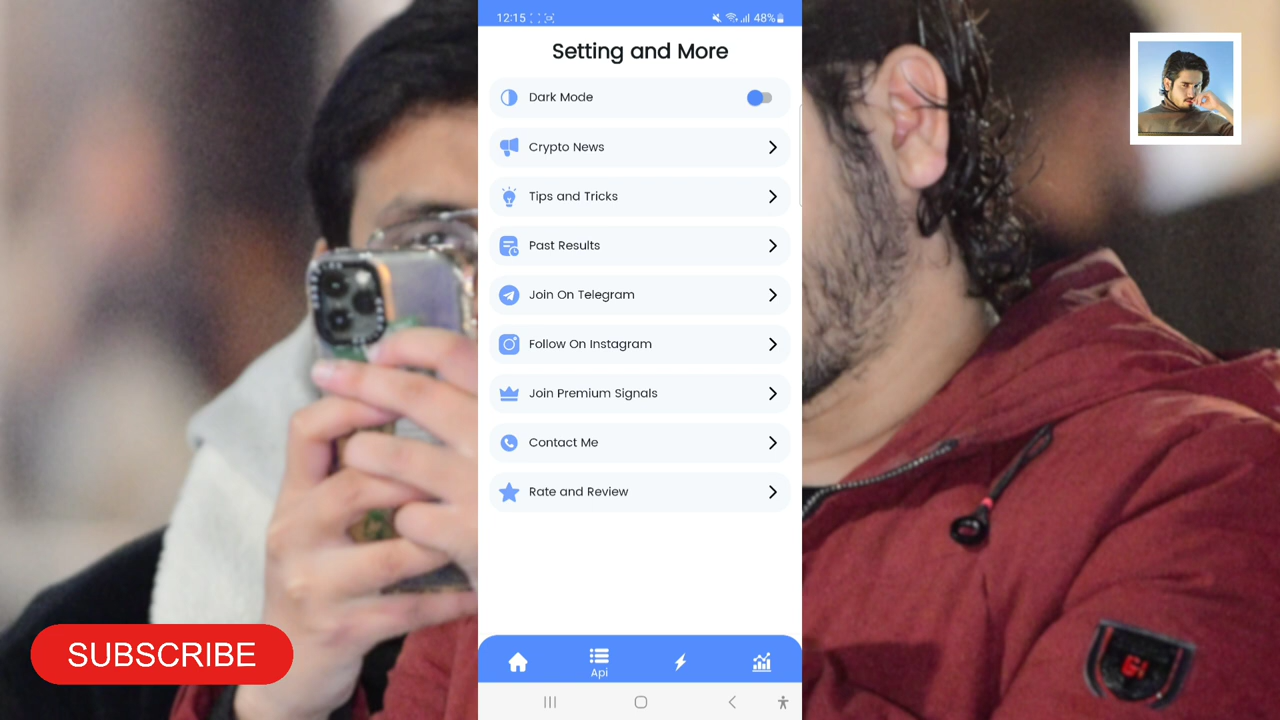 12:15
48%
Setting and More
Dark Mode
Crypto News
Tips and Tricks
Past Results
Join On Telegram
Follow On Instagram
Join Premium Signals
Contact Me
Rate and Review
Api
SUBSCRIBE